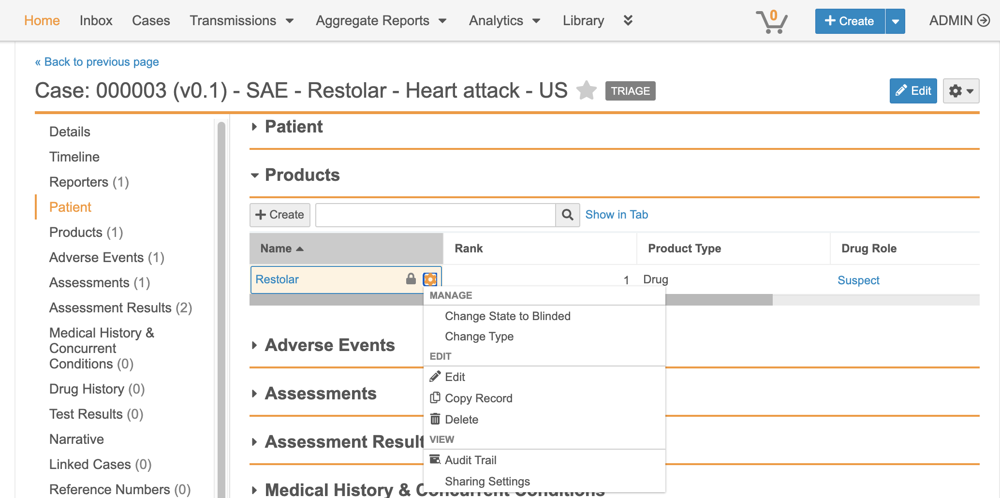 Home Inbox Cases Transmissions Aggregate Reports Analytics Library 0 + Create ADMIN
« Back to previous page
Case: 000003 (v0.1) - SAE - Restolar - Heart attack - US TRIAGE Edit
Details
Timeline
Reporters (1)
Patient
Products (1)
Adverse Events (1)
Assessments (1)
Assessment Results (2)
Medical History &
Concurrent
Conditions (0)
Drug History (0)
Test Results (0)
Narrative
Linked Cases (0)
Reference Numbers (0)
Patient
Products
+ Create Show in Tab
Name Rank Product Type Drug Role
Restolar 1 Drug Suspect
MANAGE
Change State to Blinded
Change Type
EDIT
Edit
Copy Record
Delete
VIEW
Audit Trail
Sharing Settings
Adverse Events
Assessments
Assessment Result
Medical History & Concurrent Conditions